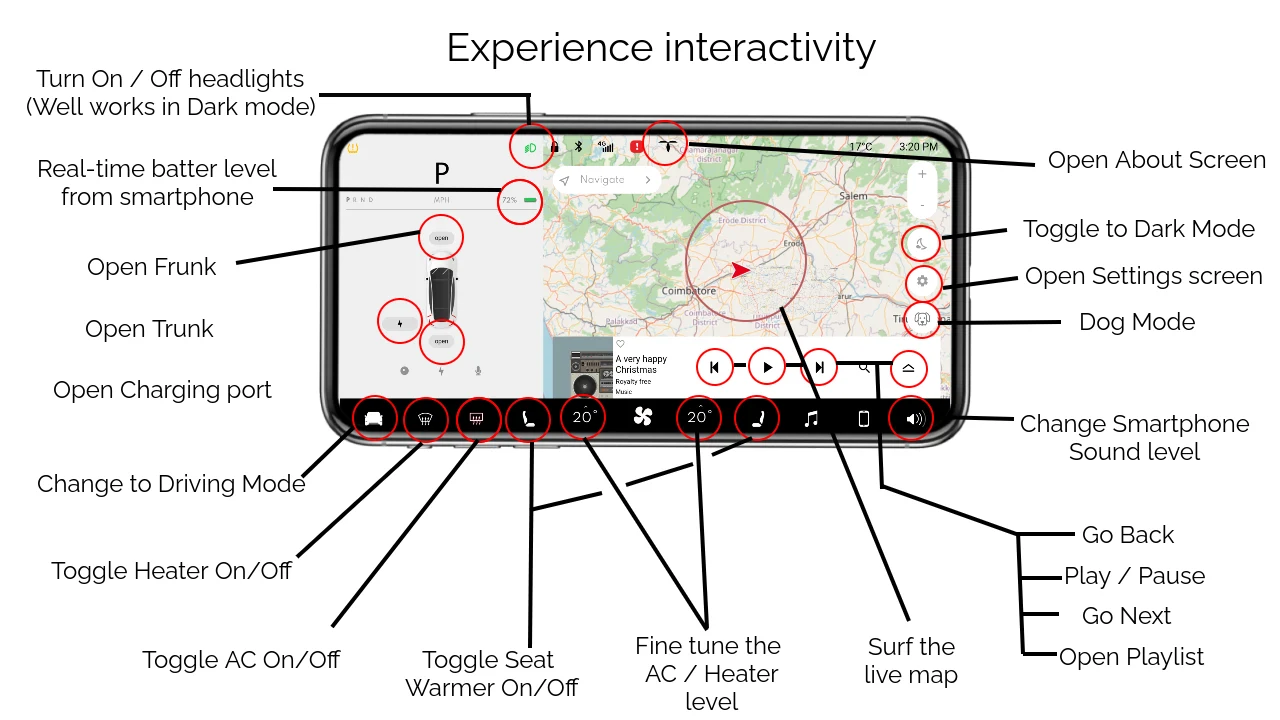 Experience interactivity
Turn On / Off headlights
(Well works in Dark mode)
Real-time batter level
from smartphone
Open Frunk
Open Trunk
Open Charging port
Change to Driving Mode
Toggle Heater On/Off
Toggle AC On/Off
Toggle Seat
Warmer On/Off
Fine tune the
AC / Heater
level
Surf the
live map
Open About Screen
Toggle to Dark Mode
Open Settings screen
Dog Mode
Change Smartphone
Sound level
Go Back
Play / Pause
Go Next
Open Playlist
P
P R N D
MPH
72%
open
open
4G
17°C
3:20 PM
Navigate
+
-
district
Salem
Erode District
Erode
Coimbatore
Coimbatore
District
Palakkad
District
A very happy
Christmas
Royalty free
Music
20°
20°